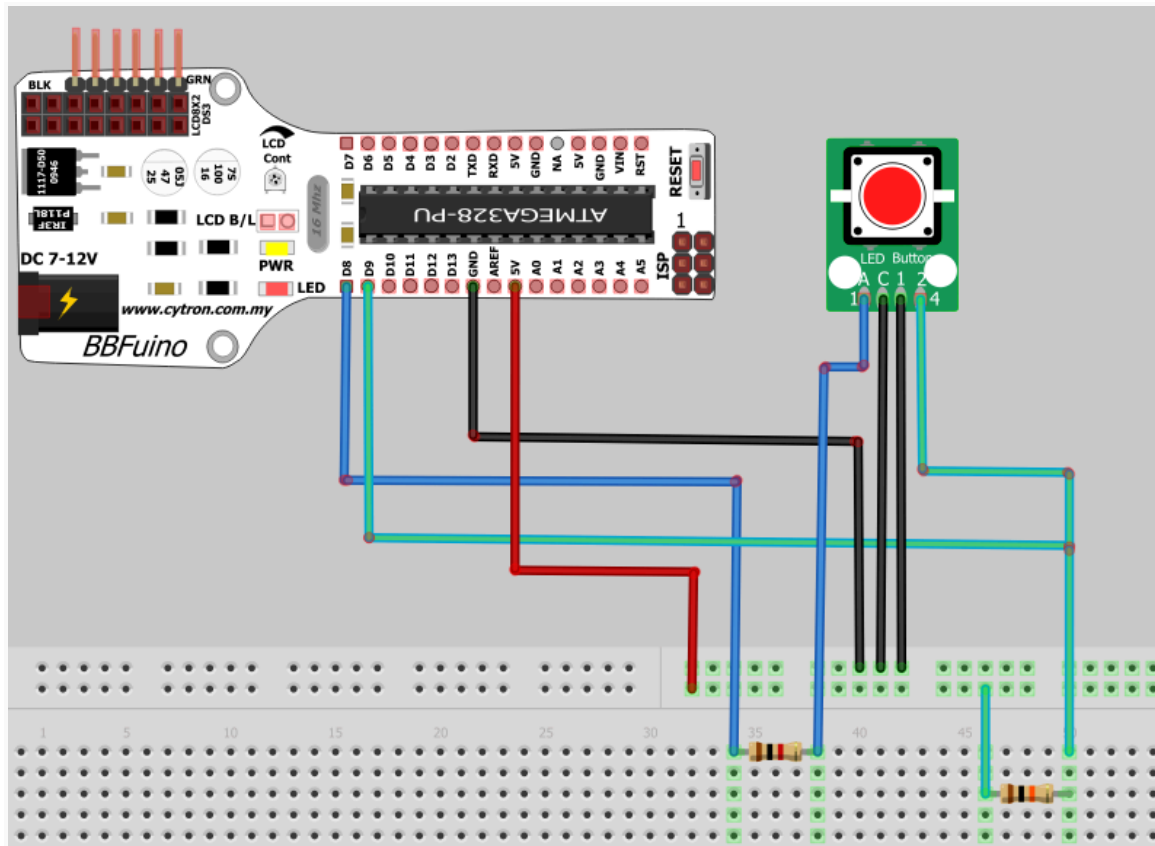 BLK
GRN
LCD8X2
DS3
1117-D50
0946
053
47
25
75
100
16
LCD
Cont
IR3F
P118L
LCD B/L
16 Mhz
PWR
LED
DC 7-12V
www.cytron.com.my
BBFuino
D7 D6 D5 D4 D3 D2 TXD RXD 5V GND NA 5V GND VIN RST
ATMEGA328-PU
D8 D9 D10 D11 D12 D13 GND AREF 5V A0 A1 A2 A3 A4 A5
RESET
1
ISP
LED Button
A C 1 2
1 4
1 5 10 15 20 25 30 35 40 45 50